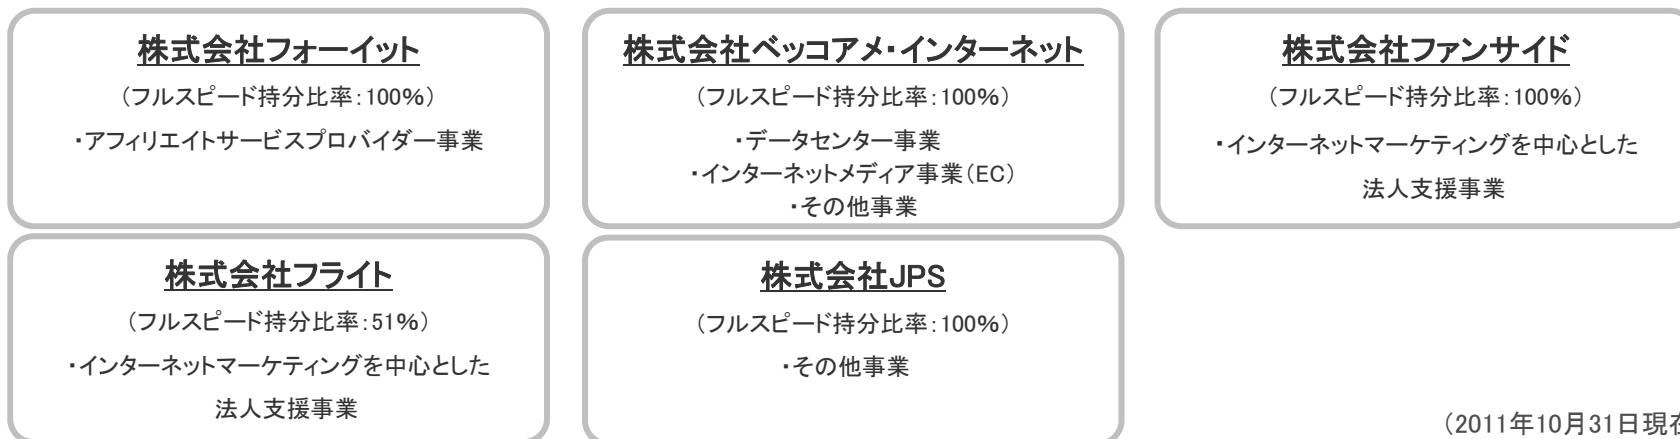 株式会社フォーイット
（フルスピード持分比率：100％）
・アフィリエイトサービスプロバイダー事業
株式会社ベッコアメ・インターネット
（フルスピード持分比率：100％）
・データセンター事業
・インターネットメディア事業（EC）
・その他事業
株式会社ファンサイド
（フルスピード持分比率：100％）
・インターネットマーケティングを中心とした
法人支援事業
株式会社フライト
（フルスピード持分比率：51％）
・インターネットマーケティングを中心とした
法人支援事業
株式会社JPS
（フルスピード持分比率：100％）
・その他事業
（2011年10月31日現在